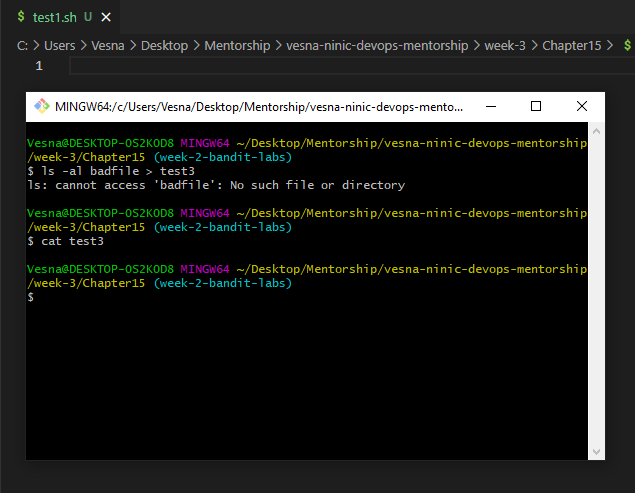 $ test1.sh U ×
C: > Users > Vesna > Desktop > Mentorship > vesna-ninic-devops-mentorship > week-3 > Chapter15 > $
1
MINGW64:/c/Users/Vesna/Desktop/Mentorship/vesna-ninic-devops-mento...
Vesna@DESKTOP-OS2KOD8 MINGW64 ~/Desktop/Mentorship/vesna-ninic-devops-mentorship
/week-3/Chapter15 (week-2-bandit-labs)
$ ls -al badfile > test3
ls: cannot access 'badfile': No such file or directory
Vesna@DESKTOP-OS2KOD8 MINGW64 ~/Desktop/Mentorship/vesna-ninic-devops-mentorship
/week-3/Chapter15 (week-2-bandit-labs)
$ cat test3
Vesna@DESKTOP-OS2KOD8 MINGW64 ~/Desktop/Mentorship/vesna-ninic-devops-mentorship
/week-3/Chapter15 (week-2-bandit-labs)
$